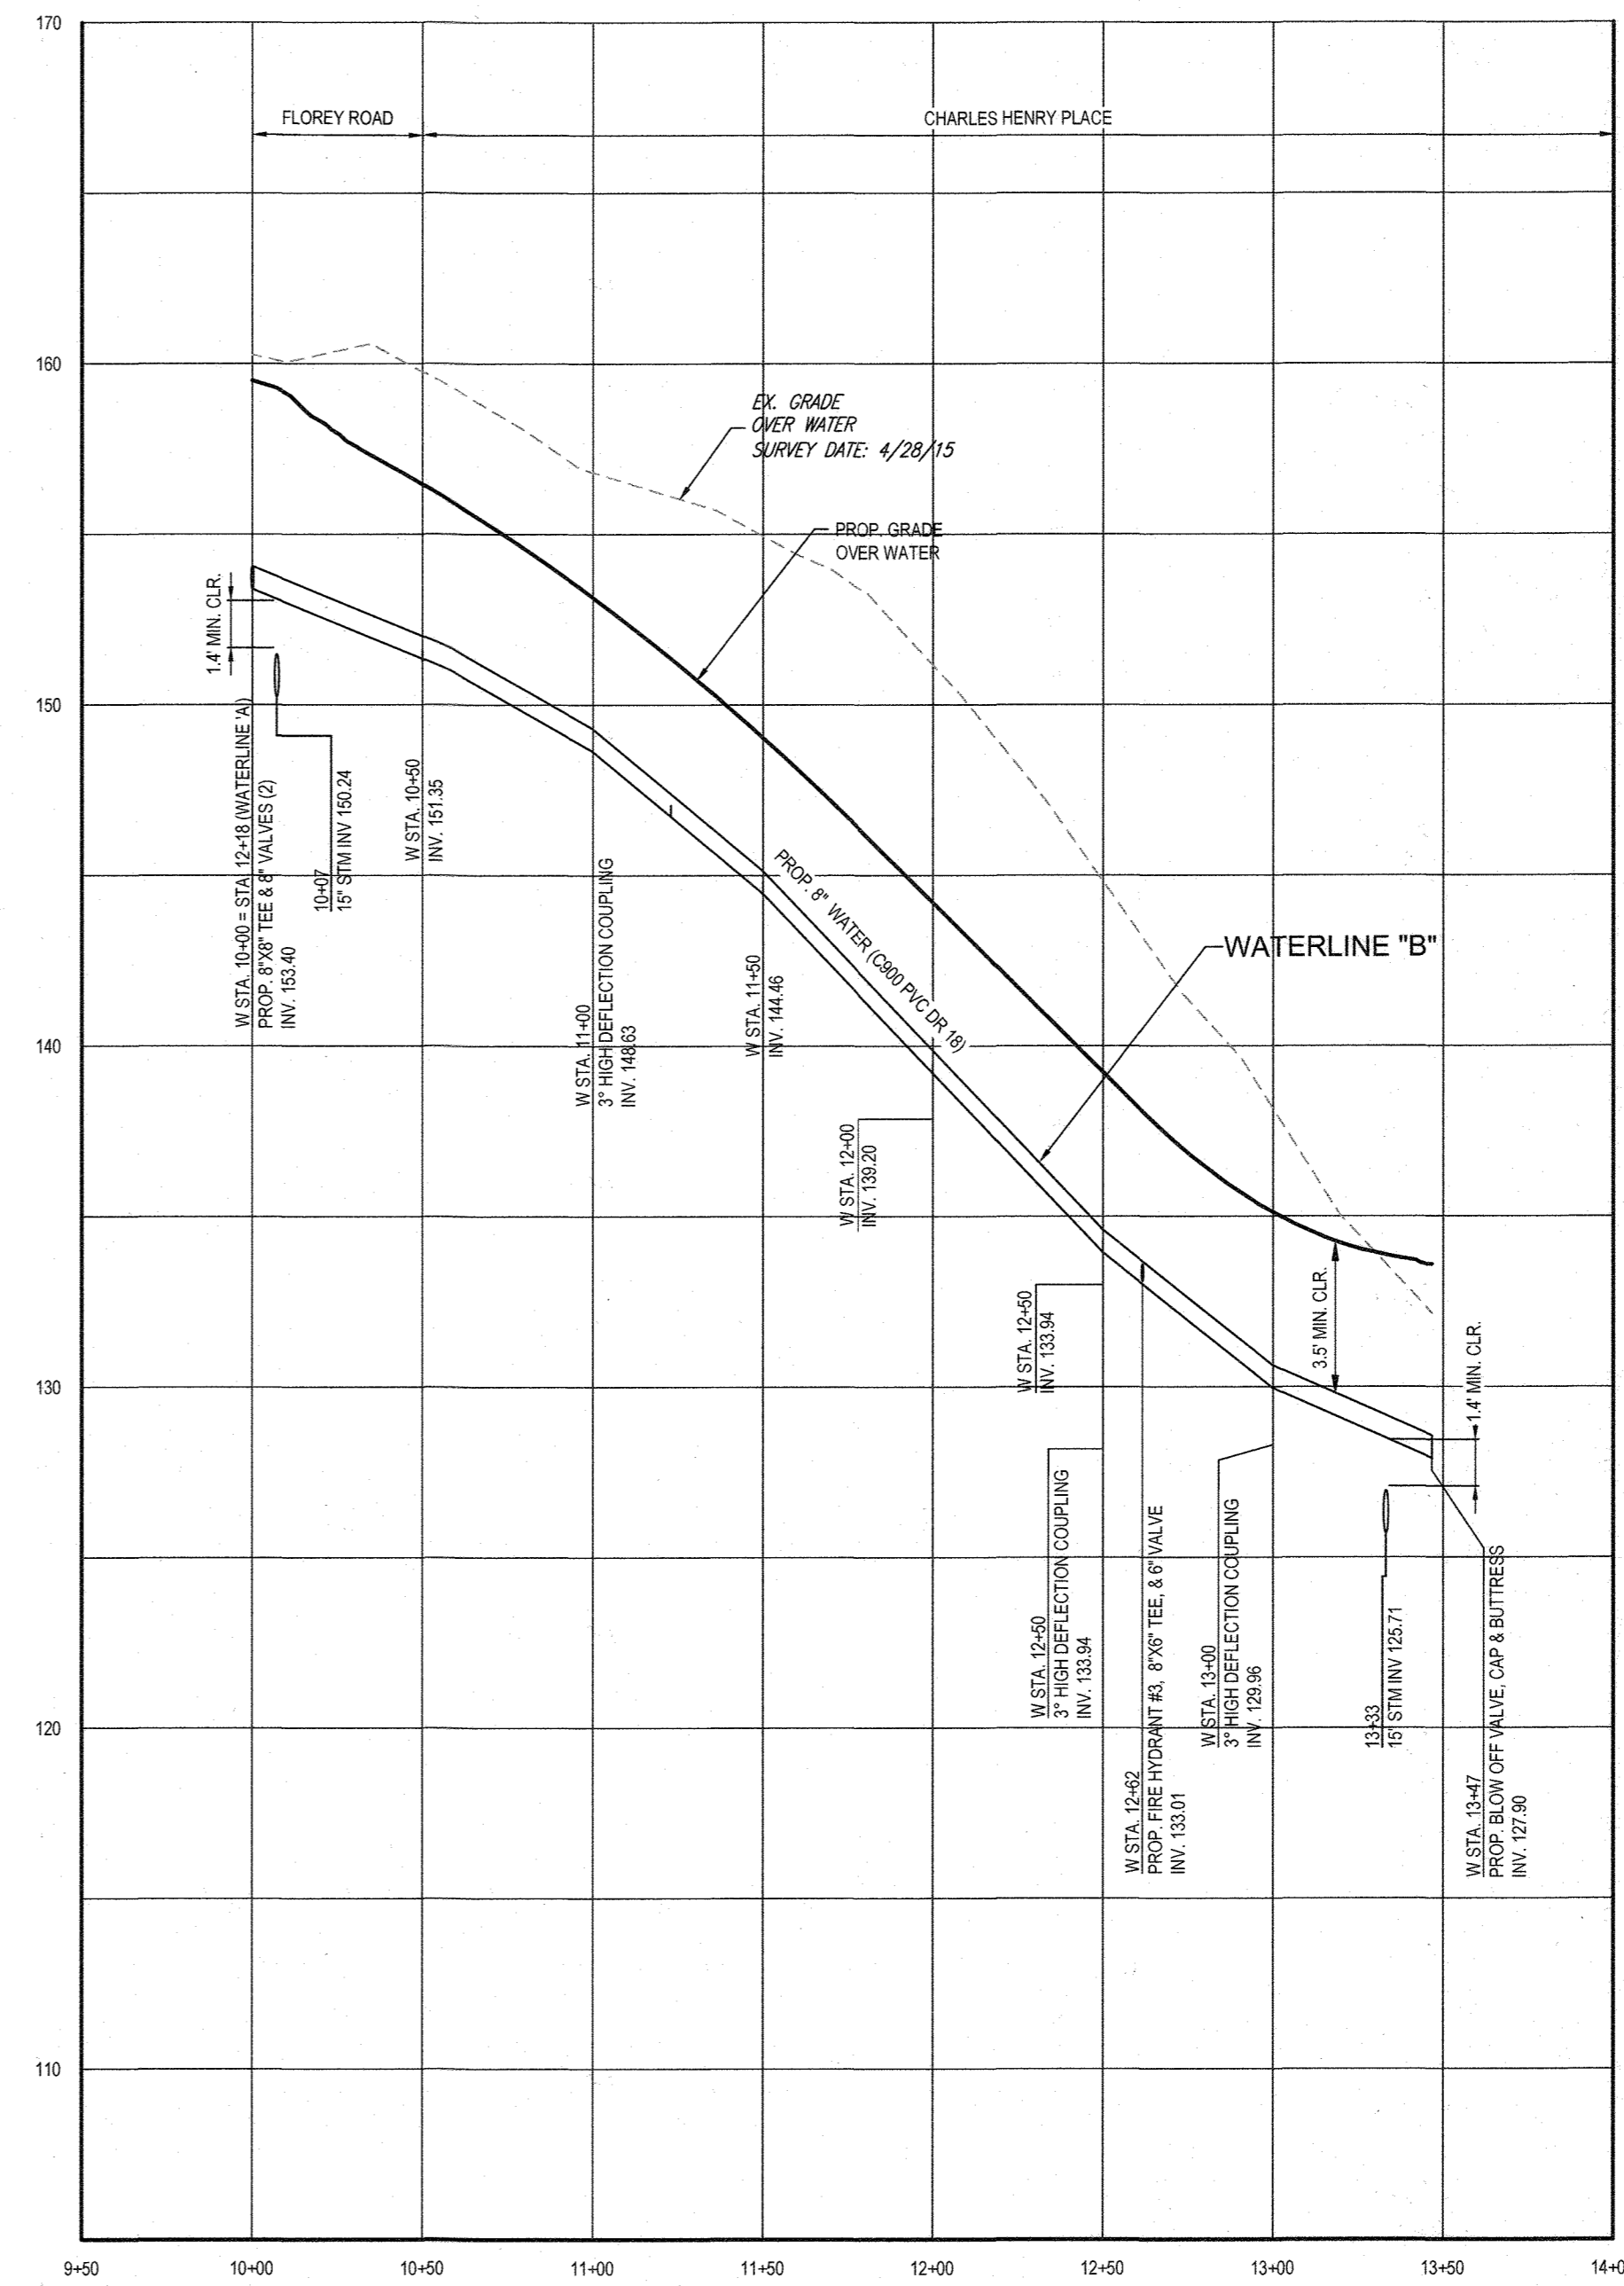 170
FLOREY ROAD
CHARLES HENRY PLACE
160
EX. GRADE
OVER WATER
SURVEY DATE: 4/28/15
PROP. GRADE
OVER WATER
1.4' MIN. CLR.
150
W STA. 10+00 = STA. 12+18 (WATERLINE 'A)
PROP. 8"X8" TEE & 8" VALVES (2)
INV. 153.40
10+07
15" STM INV 150.24
W STA. 10+50
INV. 151.35
W STA. 11+00
3° HIGH DEFLECTION COUPLING
INV. 148.63
W STA. 11+50
INV. 144.46
PROP. 8" WATER (C900 PVC DR 18)
WATERLINE "B"
140
W STA. 12+00
INV. 139.20
W STA. 12+50
INV. 133.94
3.5' MIN. CLR.
1.4' MIN. CLR.
130
W STA. 12+50
3° HIGH DEFLECTION COUPLING
INV. 133.94
W STA. 12+62
PROP. FIRE HYDRANT #3, 8"X6" TEE, & 6" VALVE
INV. 133.01
W STA. 13+00
3° HIGH DEFLECTION COUPLING
INV. 129.96
13+33
15' STM INV 125.71
W STA. 13+47
PROP. BLOW OFF VALVE, CAP & BUTTRESS
INV. 127.90
120
110
9+50
10+00
10+50
11+00
11+50
12+00
12+50
13+00
13+50
14+0